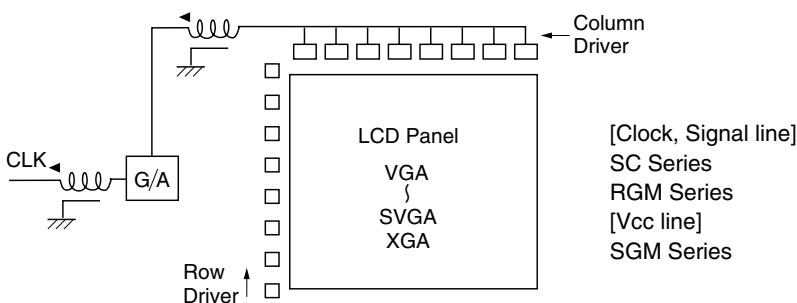 Column
Driver
LCD Panel
VGA
SVGA
XGA
CLK
G/A
Row
Driver
[Clock, Signal line]
SC Series
RGM Series
[Vcc line]
SGM Series